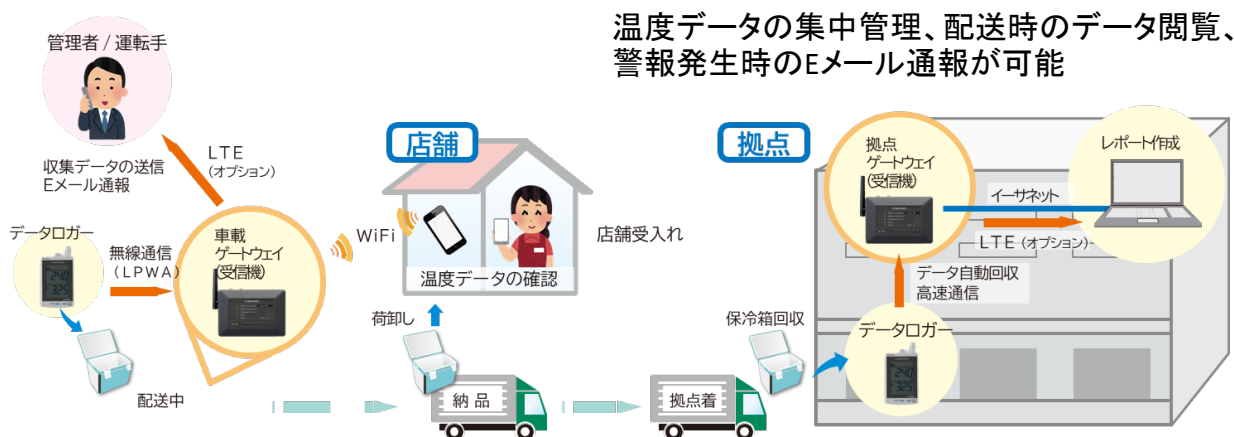 温度データの集中管理、配送時のデータ閲覧、
警報発生時のEメール通報が可能
管理者 / 運転手
収集データの送信
Eメール通報
LTE
(オプション)
データロガー
無線通信
(LPWA)
車載
ゲートウェイ
(受信機)
WiFi
配送中
店舗
温度データの確認
店舗受入れ
荷卸し
納 品
拠点着
保冷箱回収
拠点
拠点
ゲートウェイ
(受信機)
レポート作成
イーサネット
LTE (オプション)
データ自動回収
高速通信
データロガー